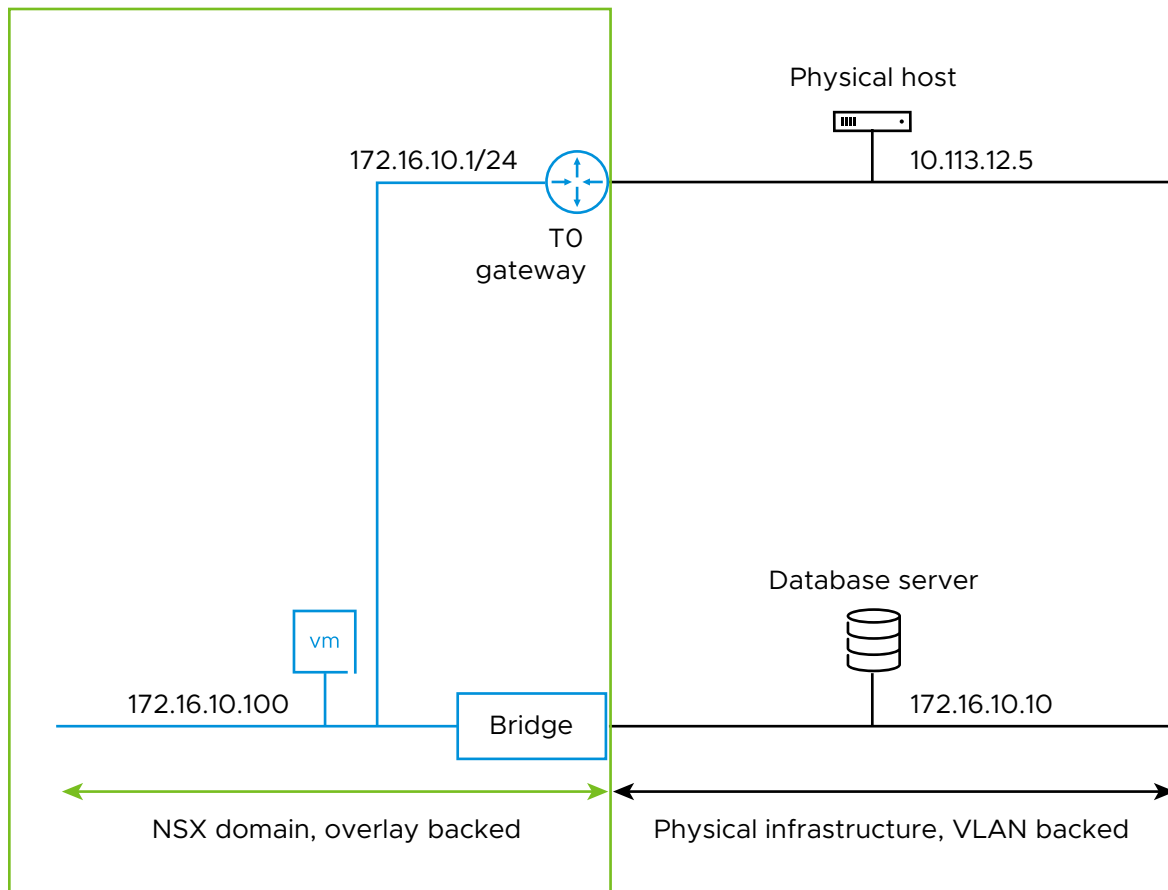 Physical host
172.16.10.1/24
10.113.12.5
T0
gateway
Database server
vm
172.16.10.100
172.16.10.10
Bridge
NSX domain, overlay backed
Physical infrastructure, VLAN backed